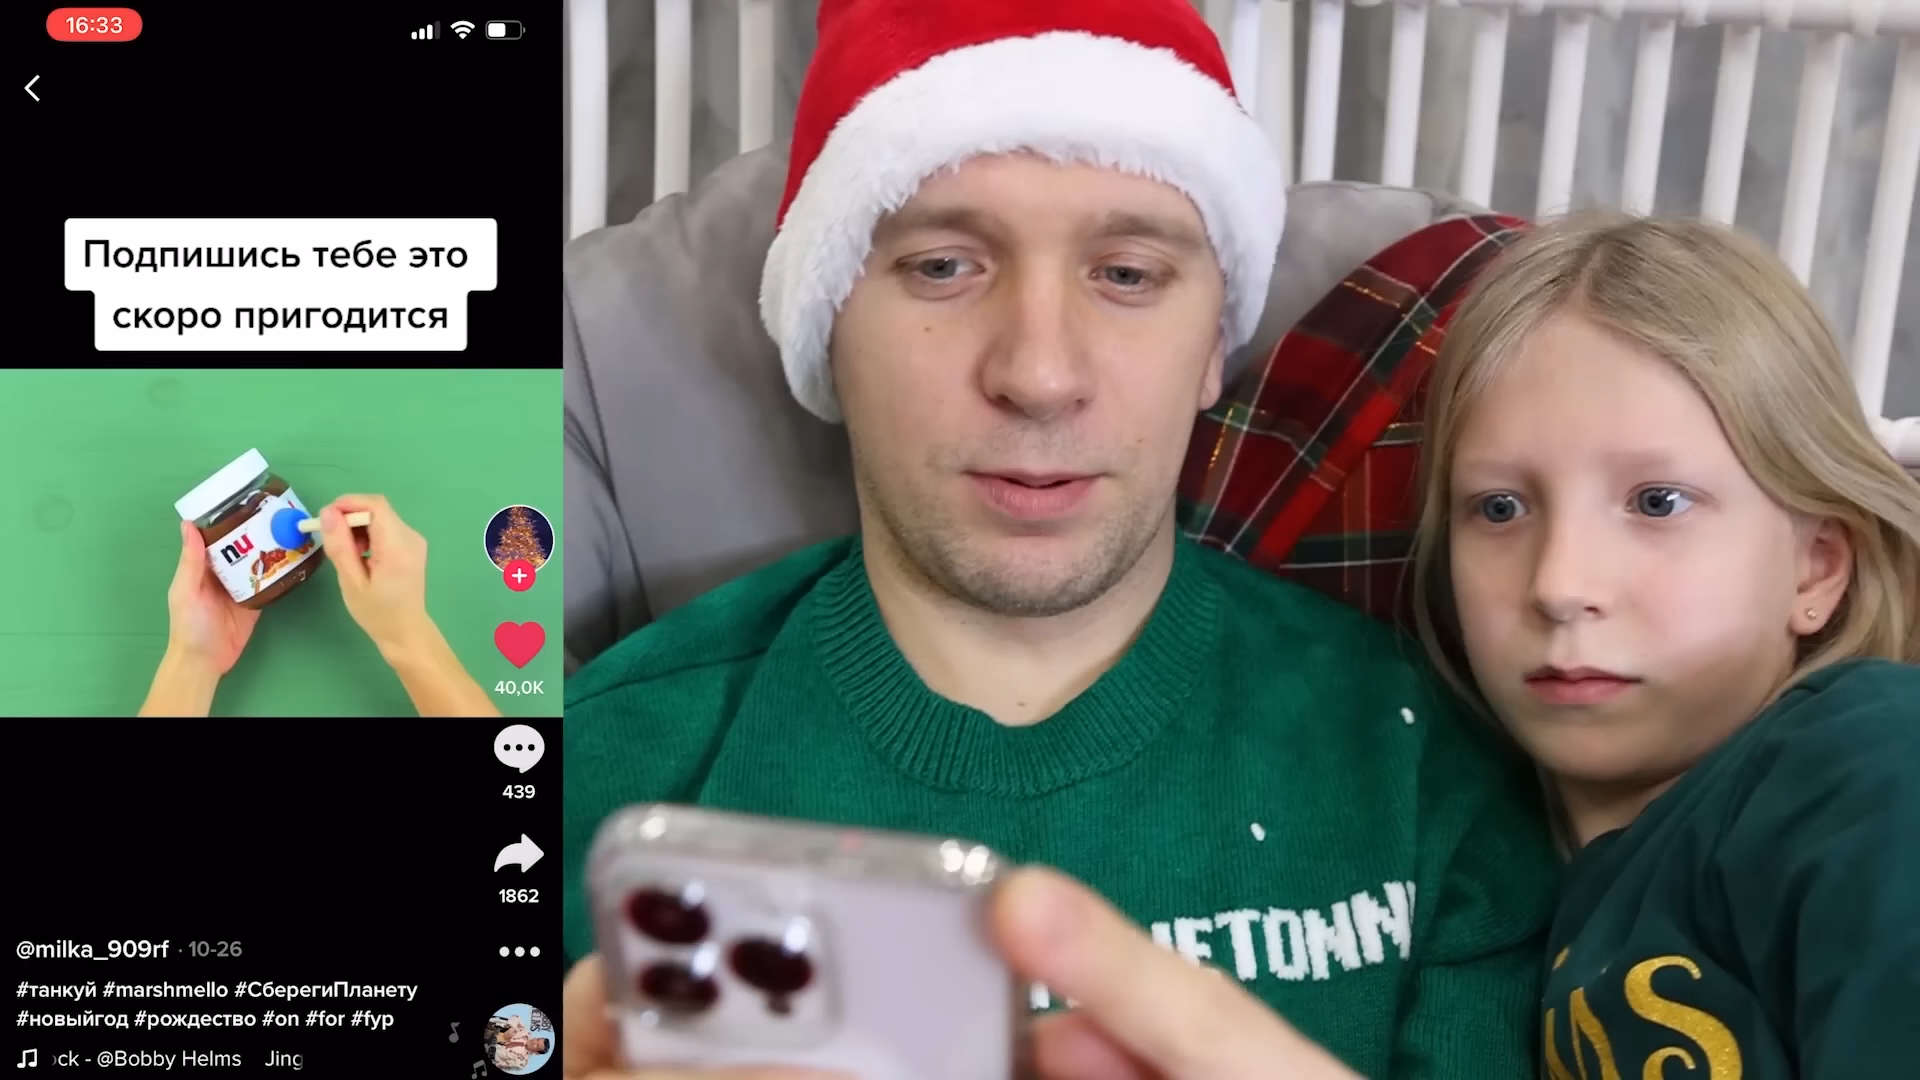 16:33
Подпишись тебе это
скоро пригодится
nu
40,0K
439
1862
@milka_909rf · 10-26
#танкуй #marshmello #СберегиПланету
#новыйгод #рождество #on #for #fyp
ock - @Bobby Helms Jing